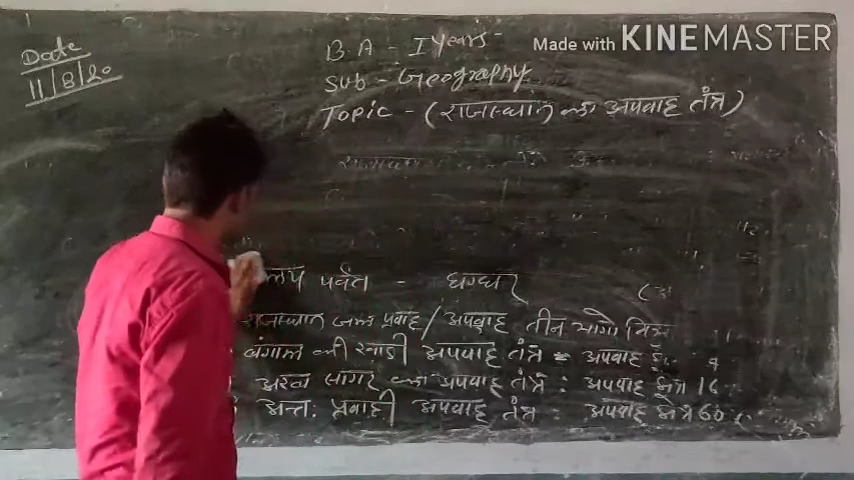 Date
11/8/20
B.A - I Years
Made with KINEMASTER
Sub - Geography
Topic - (राजस्थान का अपवाह तंत्र)
पर्वत - घग्घर
राजस्थान जल प्रवाह / अपवाह तीन भागो
बंगाल की खाडी अपवाह तंत्र = अपवाह
अरब सागर का अपवाह तंत्र : अपवाह क्षेत्र 16
अन्त: प्रवाही अपवाह तंत्र = अपवाह क्षेत्र 60